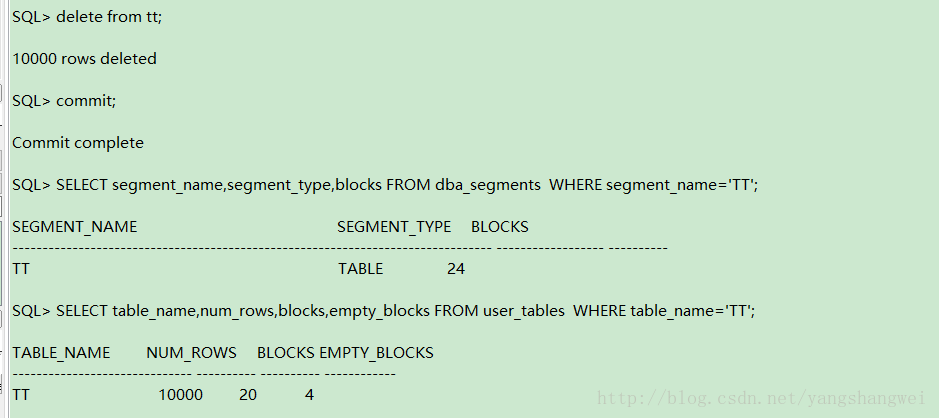 SQL> delete from tt;
10000 rows deleted
SQL> commit;
Commit complete
SQL> SELECT segment_name,segment_type,blocks FROM dba_segments  WHERE segment_name='TT';
SEGMENT_NAME SEGMENT_TYPE BLOCKS
-------------------------------------------------------------------------------- ------------------ ----------
TT TABLE 24
SQL> SELECT table_name,num_rows,blocks,empty_blocks FROM user_tables  WHERE table_name='TT';
TABLE_NAME NUM_ROWS BLOCKS EMPTY_BLOCKS
------------------------------ ---------- ---------- ------------
TT 10000 20 4
http://blog.csdn.net/yangshangwei